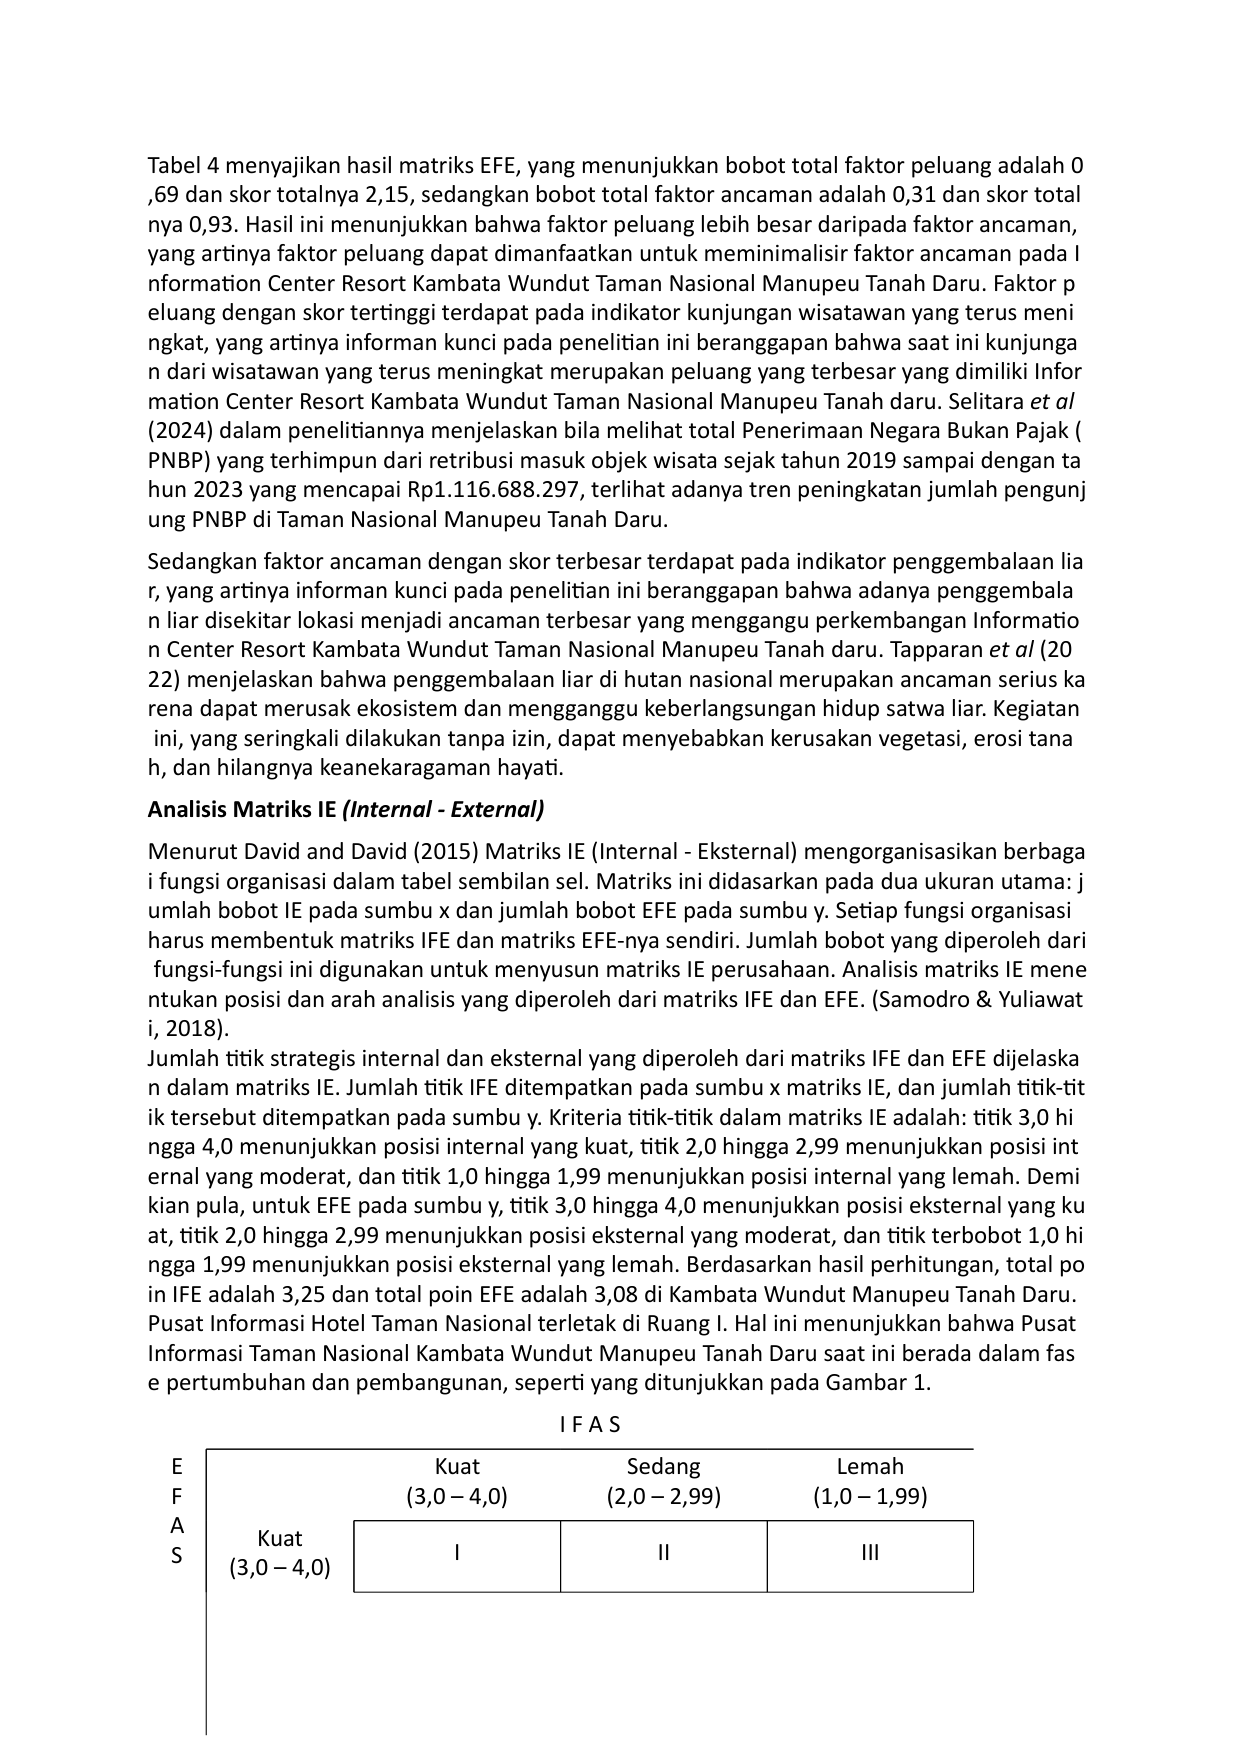 Tabel 4 menyajikan hasil matriks EFE, yang menunjukkan bobot total faktor peluang adalah 0
,69 dan skor totalnya 2,15, sedangkan bobot total faktor ancaman adalah 0,31 dan skor total
nya 0,93. Hasil ini menunjukkan bahwa faktor peluang lebih besar daripada faktor ancaman,
yang artinya faktor peluang dapat dimanfaatkan untuk meminimalisir faktor ancaman pada I
nformation Center Resort Kambata Wundut Taman Nasional Manupeu Tanah Daru. Faktor p
eluang dengan skor tertinggi terdapat pada indikator kunjungan wisatawan yang terus meni
ngkat, yang artinya informan kunci pada penelitian ini beranggapan bahwa saat ini kunjunga
n dari wisatawan yang terus meningkat merupakan peluang yang terbesar yang dimiliki Infor
mation Center Resort Kambata Wundut Taman Nasional Manupeu Tanah daru. Selitara et al
(2024) dalam penelitiannya menjelaskan bila melihat total Penerimaan Negara Bukan Pajak (
PNBP) yang terhimpun dari retribusi masuk objek wisata sejak tahun 2019 sampai dengan ta
hun 2023 yang mencapai Rp1.116.688.297, terlihat adanya tren peningkatan jumlah pengunj
ung PNBP di Taman Nasional Manupeu Tanah Daru.
Sedangkan faktor ancaman dengan skor terbesar terdapat pada indikator penggembalaan lia
r, yang artinya informan kunci pada penelitian ini beranggapan bahwa adanya penggembala
n liar disekitar lokasi menjadi ancaman terbesar yang menggangu perkembangan Informatio
n Center Resort Kambata Wundut Taman Nasional Manupeu Tanah daru. Tapparan et al (20
22) menjelaskan bahwa penggembalaan liar di hutan nasional merupakan ancaman serius ka
rena dapat merusak ekosistem dan mengganggu keberlangsungan hidup satwa liar. Kegiatan
ini, yang seringkali dilakukan tanpa izin, dapat menyebabkan kerusakan vegetasi, erosi tana
h, dan hilangnya keanekaragaman hayati.
Analisis Matriks IE (Internal - External)
Menurut David and David (2015) Matriks IE (Internal - Eksternal) mengorganisasikan berbaga
i fungsi organisasi dalam tabel sembilan sel. Matriks ini didasarkan pada dua ukuran utama: j
umlah bobot IE pada sumbu x dan jumlah bobot EFE pada sumbu y. Setiap fungsi organisasi
harus membentuk matriks IFE dan matriks EFE-nya sendiri. Jumlah bobot yang diperoleh dari
fungsi-fungsi ini digunakan untuk menyusun matriks IE perusahaan. Analisis matriks IE mene
ntukan posisi dan arah analisis yang diperoleh dari matriks IFE dan EFE. (Samodro & Yuliawat
i, 2018).
Jumlah titik strategis internal dan eksternal yang diperoleh dari matriks IFE dan EFE dijelaska
n dalam matriks IE. Jumlah titik IFE ditempatkan pada sumbu x matriks IE, dan jumlah titik-tit
ik tersebut ditempatkan pada sumbu y. Kriteria titik-titik dalam matriks IE adalah: titik 3,0 hi
ngga 4,0 menunjukkan posisi internal yang kuat, titik 2,0 hingga 2,99 menunjukkan posisi int
ernal yang moderat, dan titik 1,0 hingga 1,99 menunjukkan posisi internal yang lemah. Demi
kian pula, untuk EFE pada sumbu y, titik 3,0 hingga 4,0 menunjukkan posisi eksternal yang ku
at, titik 2,0 hingga 2,99 menunjukkan posisi eksternal yang moderat, dan titik terbobot 1,0 hi
ngga 1,99 menunjukkan posisi eksternal yang lemah. Berdasarkan hasil perhitungan, total po
in IFE adalah 3,25 dan total poin EFE adalah 3,08 di Kambata Wundut Manupeu Tanah Daru.
Pusat Informasi Hotel Taman Nasional terletak di Ruang I. Hal ini menunjukkan bahwa Pusat
Informasi Taman Nasional Kambata Wundut Manupeu Tanah Daru saat ini berada dalam fas
e pertumbuhan dan pembangunan, seperti yang ditunjukkan pada Gambar 1.
I F A S
E
F
A
S
Kuat
(3,0 – 4,0)
Sedang
(2,0 – 2,99)
Lemah
(1,0 – 1,99)
Kuat
(3,0 – 4,0)
I
II
III